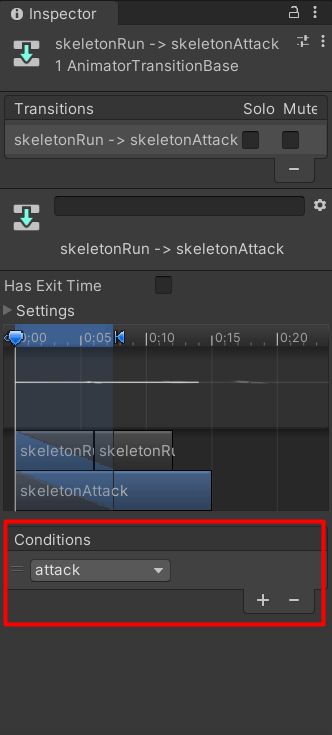 Inspector
skeletonRun -> skeletonAttack
1 AnimatorTransitionBase
Transitions Solo Mute
skeletonRun -> skeletonAttack
skeletonRun -> skeletonAttack
Has Exit Time
Settings
0:00 0:05 0:10 0:15 0:20
skeletonRu skeletonRu
skeletonAttack
Conditions
attack